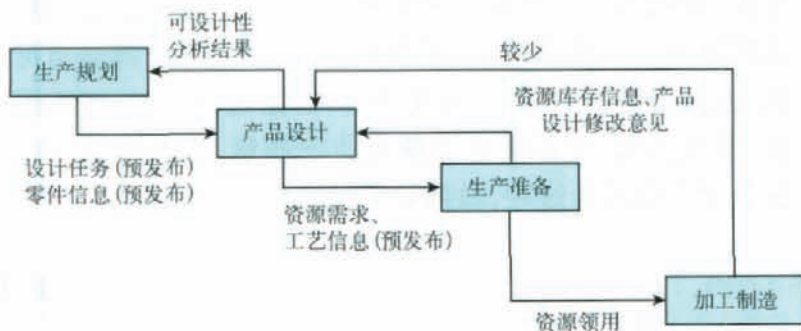 可设计性
分析结果
较少
生产规划
资源库存信息、产品
设计修改意见
产品设计
设计任务(预发布)
零件信息(预发布)
生产准备
资源需求、
工艺信息(预发布)
加工制造
资源领用